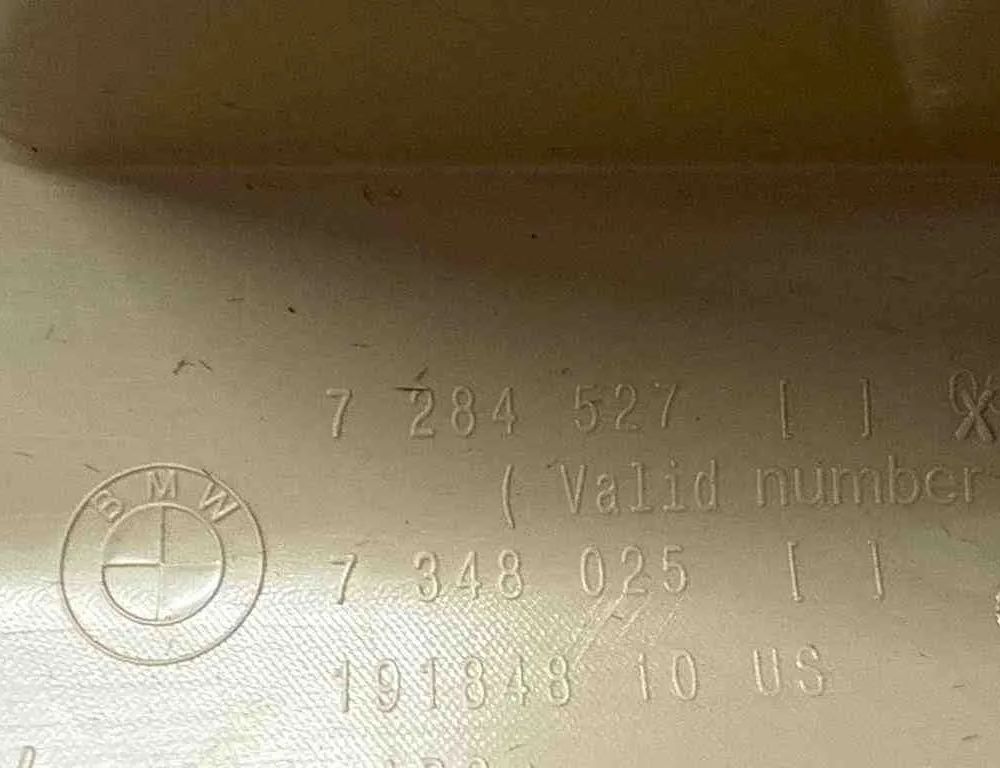 7 284 527 [ ] X
( Valid number
BMW
7 348 025 [ ]
191848 10 US